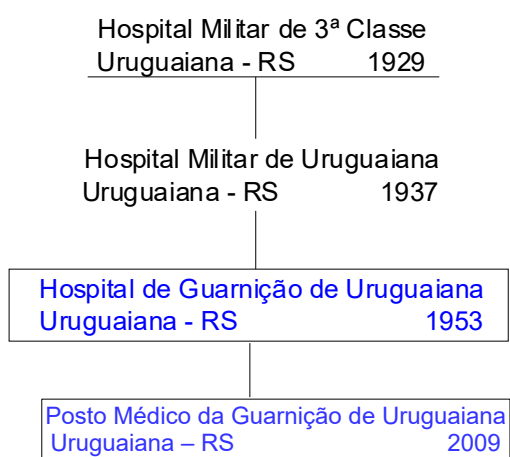 Hospital Militar de 3ª Classe
Uruguaiana - RS 1929
Hospital Militar de Uruguaiana
Uruguaiana - RS 1937
Hospital de Guarnição de Uruguaiana
Uruguaiana - RS 1953
Posto Médico da Guarnição de Uruguaiana
Uruguaiana – RS 2009